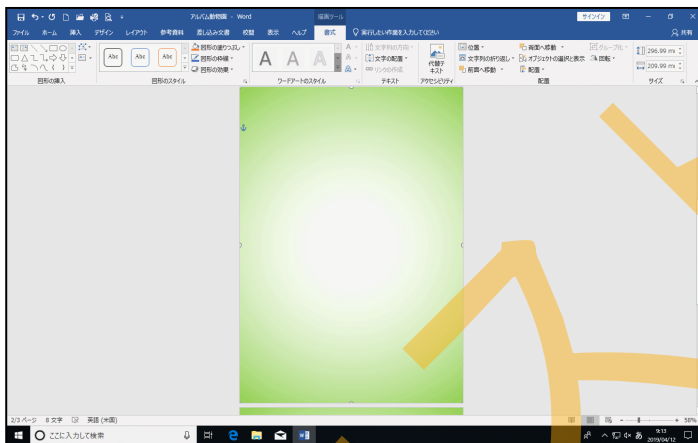 アルバム動物園 - Word
描画ツール
サインイン
ファイル ホーム 挿入 デザイン レイアウト 参考資料 差し込み文書 校閲 表示 ヘルプ 書式 実行したい作業を入力してください 共有
Abc Abc Abc
図形の塗りつぶし
図形の枠線
図形の効果
A A A
文字列の方向
文字の配置
リンクの作成
代替テ
キスト
位置
文字列の折り返し
前面へ移動
背面へ移動
オブジェクトの選択と表示
配置
グループ化
回転
296.99 mm
209.99 mm
図形の挿入 図形のスタイル ワードアートのスタイル テキスト アクセシビリティ 配置 サイズ
2/3 ページ 8 文字 英語 (米国) 38%
ここに入力して検索
あ
9:13
2019/04/12